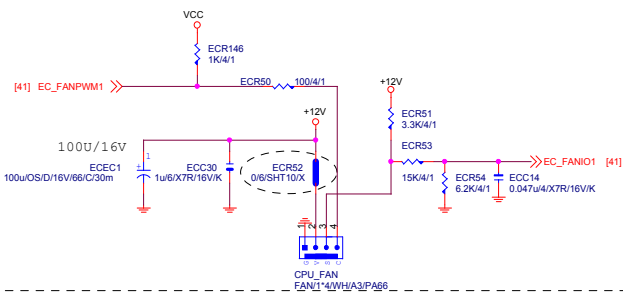 VCC
ECR146
1K/4/1
[41] EC_FANPWM1
ECR50
100/4/1
+12V
+12V
ECR51
3.3K/4/1
ECR53
100U/16V
1
+
ECEC1
100u/OS/D/16V/66/C/30m
ECC30
1u/6/X7R/16V/K
ECR52
0/6/SHT10/X
15K/4/1
EC_FANIO1 [41]
ECR54
6.2K/4/1
ECC14
0.047u/4/X7R/16V/K
1 2 3 4
G V S C
CPU_FAN
FAN/1*4/WH/A3/PA66